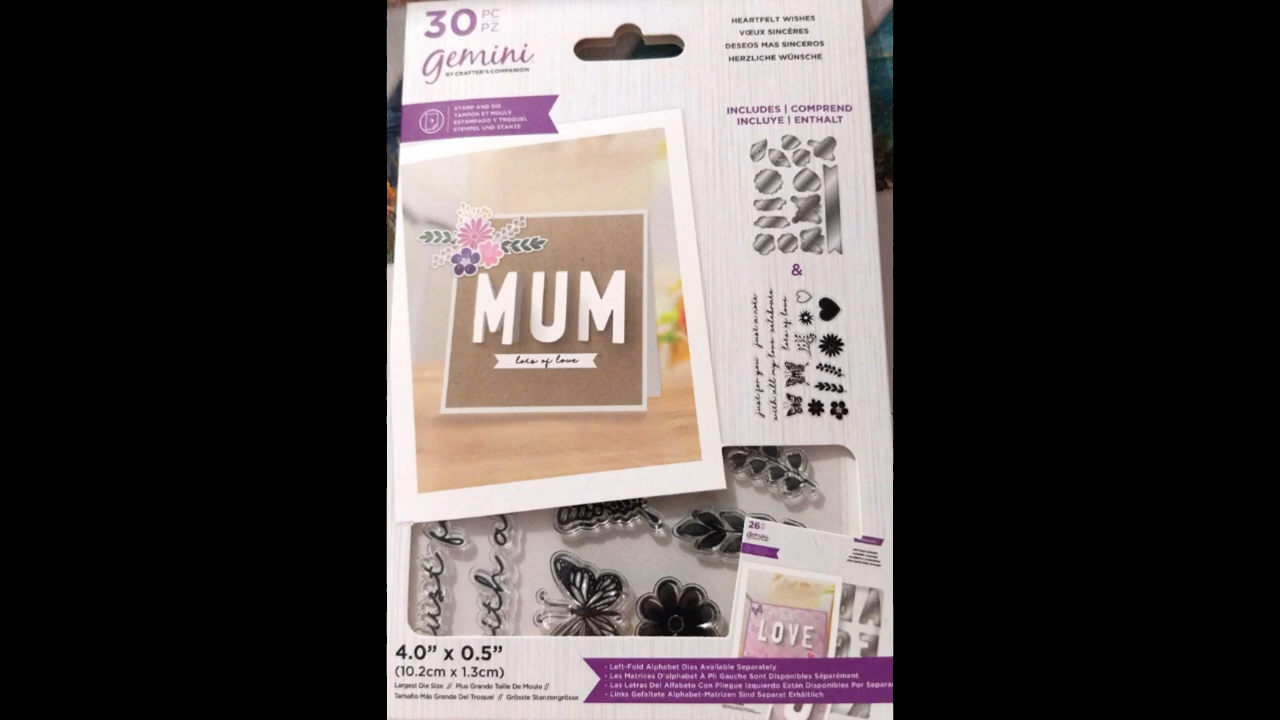 30 PC
PZ
gemini
BY CRAFTER'S COMPANION
STAMP AND DIE
TAMPON ET MOULE
ESTAMPADO Y TROQUEL
STEMPEL UND STANZE
HEARTFELT WISHES
VŒUX SINCÈRES
DESEOS MAS SINCEROS
HERZLICHE WÜNSCHE
INCLUDES | COMPREND
INCLUYE | ENTHALT
&
just for you just a note
with all my love celebrate
lots of love
MUM
lots of love
ith a
26
gemini
LOVE
4.0” x 0.5”
(10.2cm x 1.3cm)
Largest Die Size // Plus Grande Taille De Moule //
Tamaño Más Grande Del Troquel // Grösste Stanzengrösse
· Left-Fold Alphabet Dies Available Separately
· Les Matrices D'alphabet À Pli Gauche Sont Disponibles Séparément
· Las Letras Del Alfabeto Con Pliegue Izquierdo Están Disponibles Por Separa
· Links Gefaltete Alphabet-Matrizen Sind Separat Erhältlich